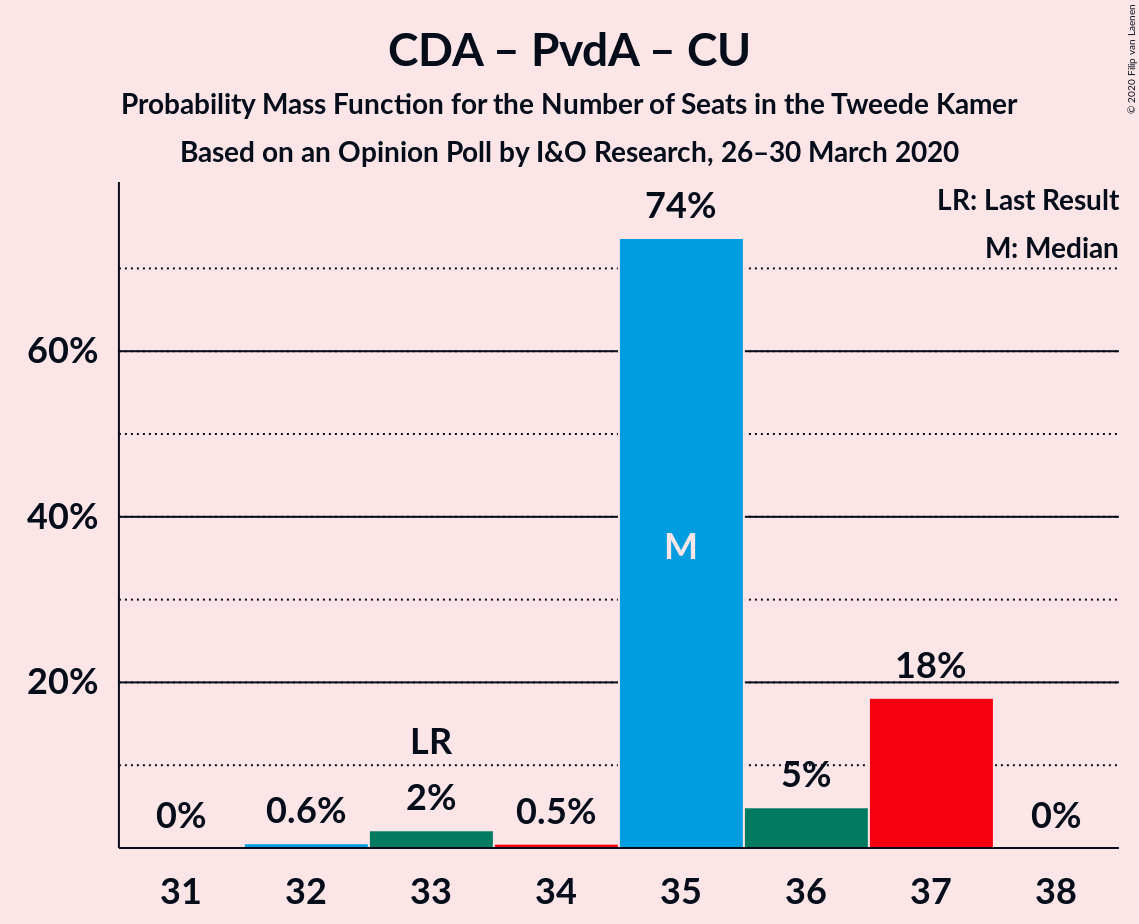 CDA – PvdA – CU
Probability Mass Function for the Number of Seats in the Tweede Kamer
Based on an Opinion Poll by I&O Research, 26–30 March 2020
© 2020 Filip van Laenen
LR: Last Result
M: Median
74%
60%
40%
20%
M
18%
LR
5%
2%
0%
0.6%
0.5%
0%
31 32 33 34 35 36 37 38